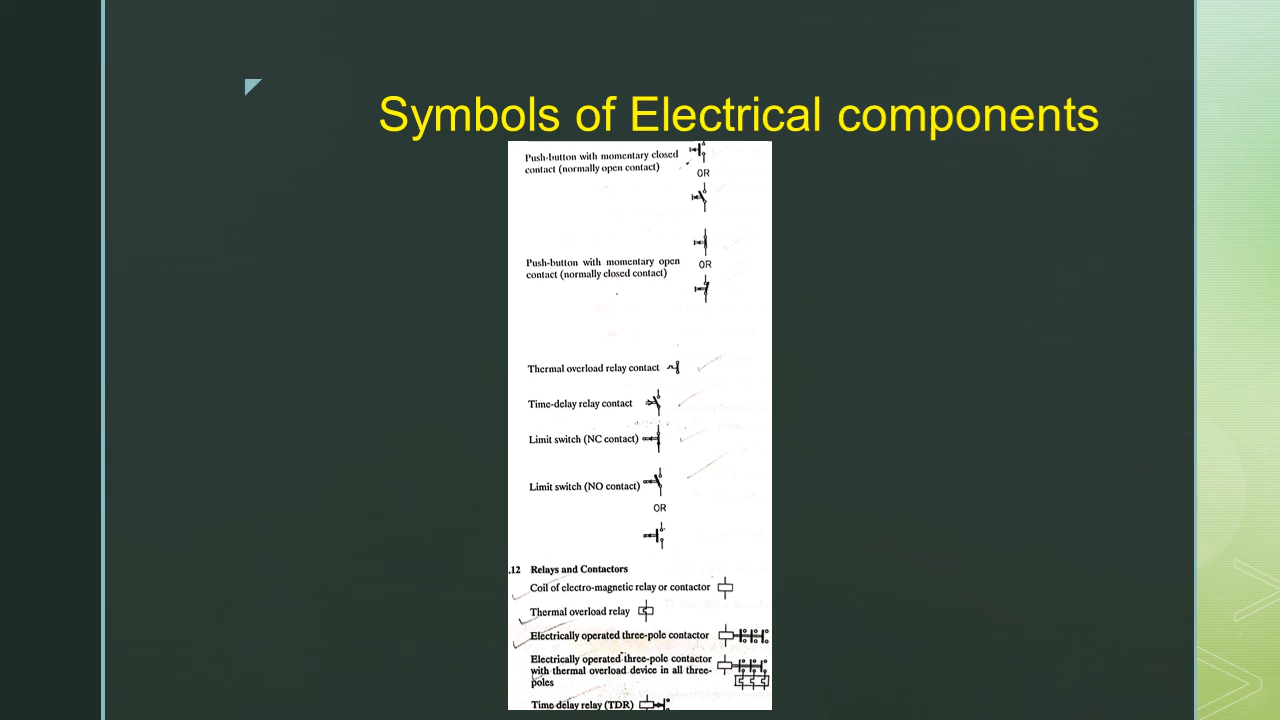 Symbols of Electrical components
Push-button with momentary closed
contact (normally open contact)
OR
Push-button with momentary open
contact (normally closed contact)
OR
Thermal overload relay contact
Time-delay relay contact
Limit switch (NC contact)
Limit switch (NO contact)
OR
.12 Relays and Contactors
Coil of electro-magnetic relay or contactor
Thermal overload relay
Electrically operated three-pole contactor
Electrically operated three-pole contactor
with thermal overload device in all three-
poles
Time delay relay (TDR)